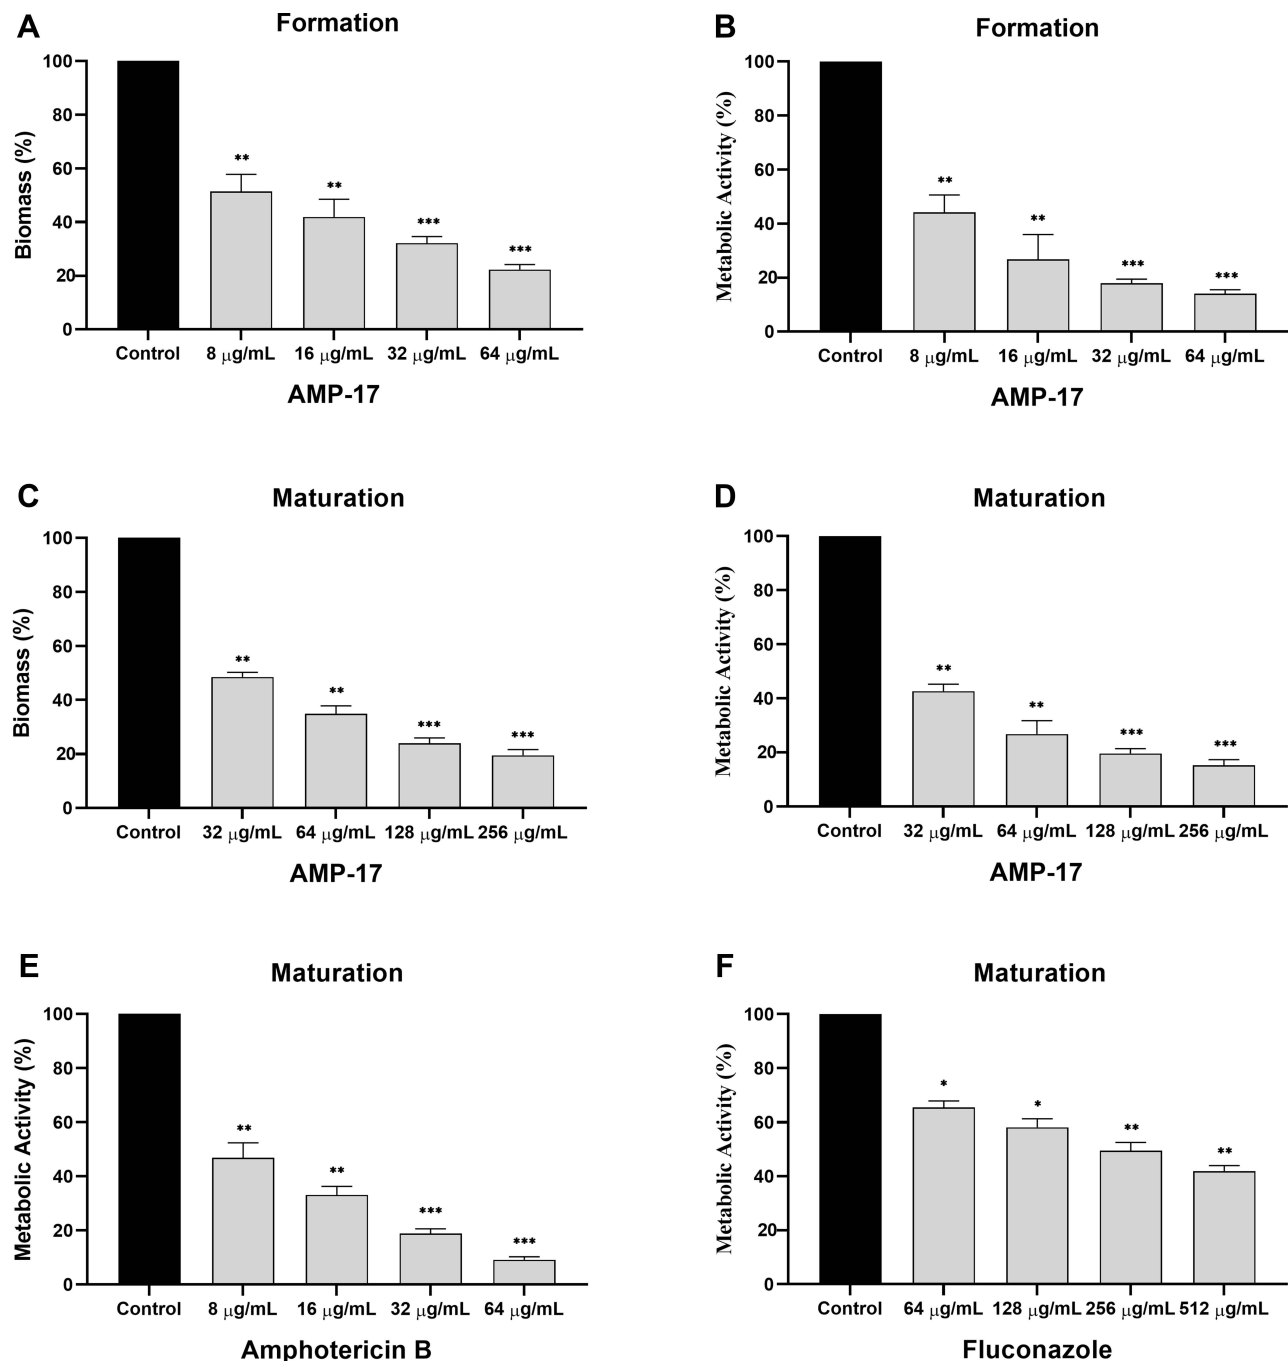 A
Formation
Biomass (%)
100
80
60
40
20
0
**
**
***
***
Control 8 μg/mL 16 μg/mL 32 μg/mL 64 μg/mL
AMP-17
B
Formation
Metabolic Activity (%)
100
80
60
40
20
0
**
**
***
***
Control 8 μg/mL 16 μg/mL 32 μg/mL 64 μg/mL
AMP-17
C
Maturation
Biomass (%)
100
80
60
40
20
0
**
**
***
***
Control 32 μg/mL 64 μg/mL 128 μg/mL 256 μg/mL
AMP-17
D
Maturation
Metabolic Activity (%)
100
80
60
40
20
0
**
**
***
***
Control 32 μg/mL 64 μg/mL 128 μg/mL 256 μg/mL
AMP-17
E
Maturation
Metabolic Activity (%)
100
80
60
40
20
0
**
**
***
***
Control 8 μg/mL 16 μg/mL 32 μg/mL 64 μg/mL
Amphotericin B
F
Maturation
Metabolic Activity (%)
100
80
60
40
20
0
*
*
**
**
Control 64 μg/mL 128 μg/mL 256 μg/mL 512 μg/mL
Fluconazole